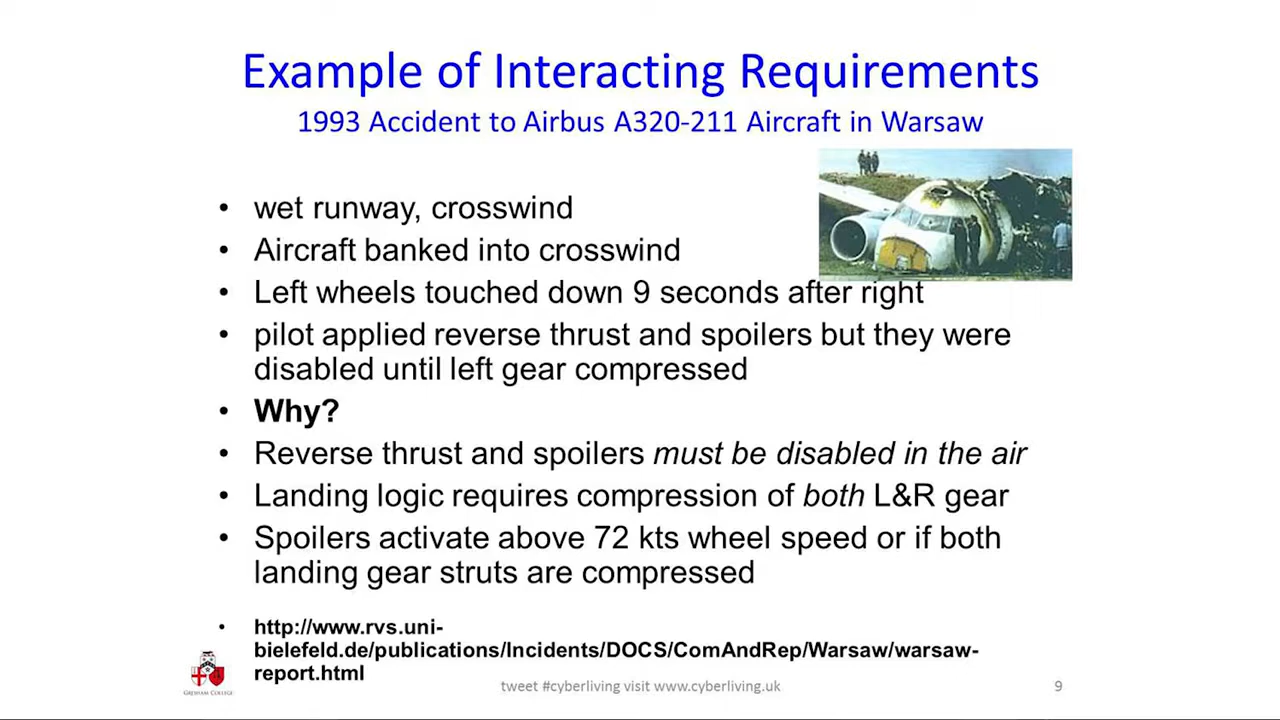 Example of Interacting Requirements
1993 Accident to Airbus A320-211 Aircraft in Warsaw
• wet runway, crosswind
• Aircraft banked into crosswind
• Left wheels touched down 9 seconds after right
• pilot applied reverse thrust and spoilers but they were
disabled until left gear compressed
• Why?
• Reverse thrust and spoilers must be disabled in the air
• Landing logic requires compression of both L&R gear
• Spoilers activate above 72 kts wheel speed or if both
landing gear struts are compressed
• http://www.rvs.uni-
bielefeld.de/publications/Incidents/DOCS/ComAndRep/Warsaw/warsaw-
report.html
GRESHAM COLLEGE
tweet #cyberliving visit www.cyberliving.uk
9